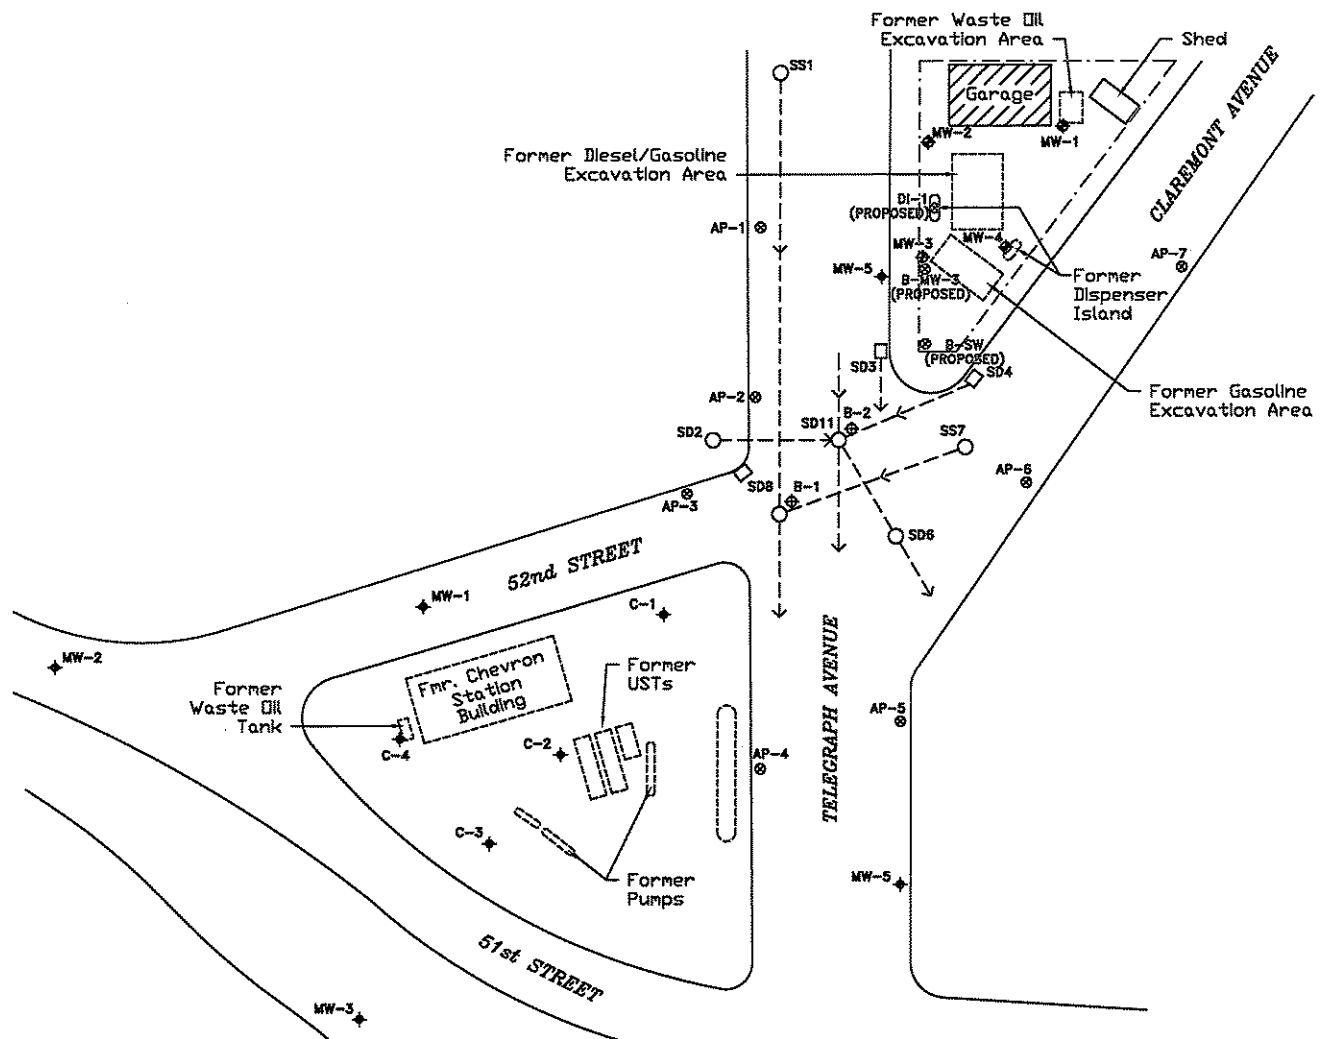 Former Waste Oil
Excavation Area
Shed
SS1
Garage
CLAREMONT AVENUE
MW-2
MW-1
Former Diesel/Gasoline
Excavation Area
DI-1
(PROPOSED)
AP-1
MW-3
MW-4
AP-7
MW-5
B-MW-3
(PROPOSED)
Former
Dispenser
Island
B-SW
(PROPOSED)
SD3
SD4
AP-2
Former Gasoline
Excavation Area
B-2
SD11
SD2
SS7
AP-6
SD8
B-1
AP-3
SD6
52nd STREET
MW-1
C-1
MW-2
Fmr. Chevron
Station
Building
Former
USTs
Former
Waste Oil
Tank
TELEGRAPH AVENUE
AP-5
C-4
C-2
AP-4
C-3
Former
Pumps
MW-5
51st STREET
MW-3